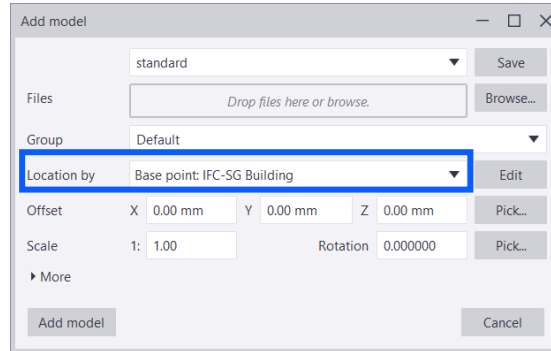 Add model
standard Save
Files Drop files here or browse. Browse...
Group Default
Location by Base point: IFC-SG Building Edit
Offset X 0.00 mm Y 0.00 mm Z 0.00 mm Pick...
Scale 1: 1.00 Rotation 0.000000 Pick...
More
Add model Cancel